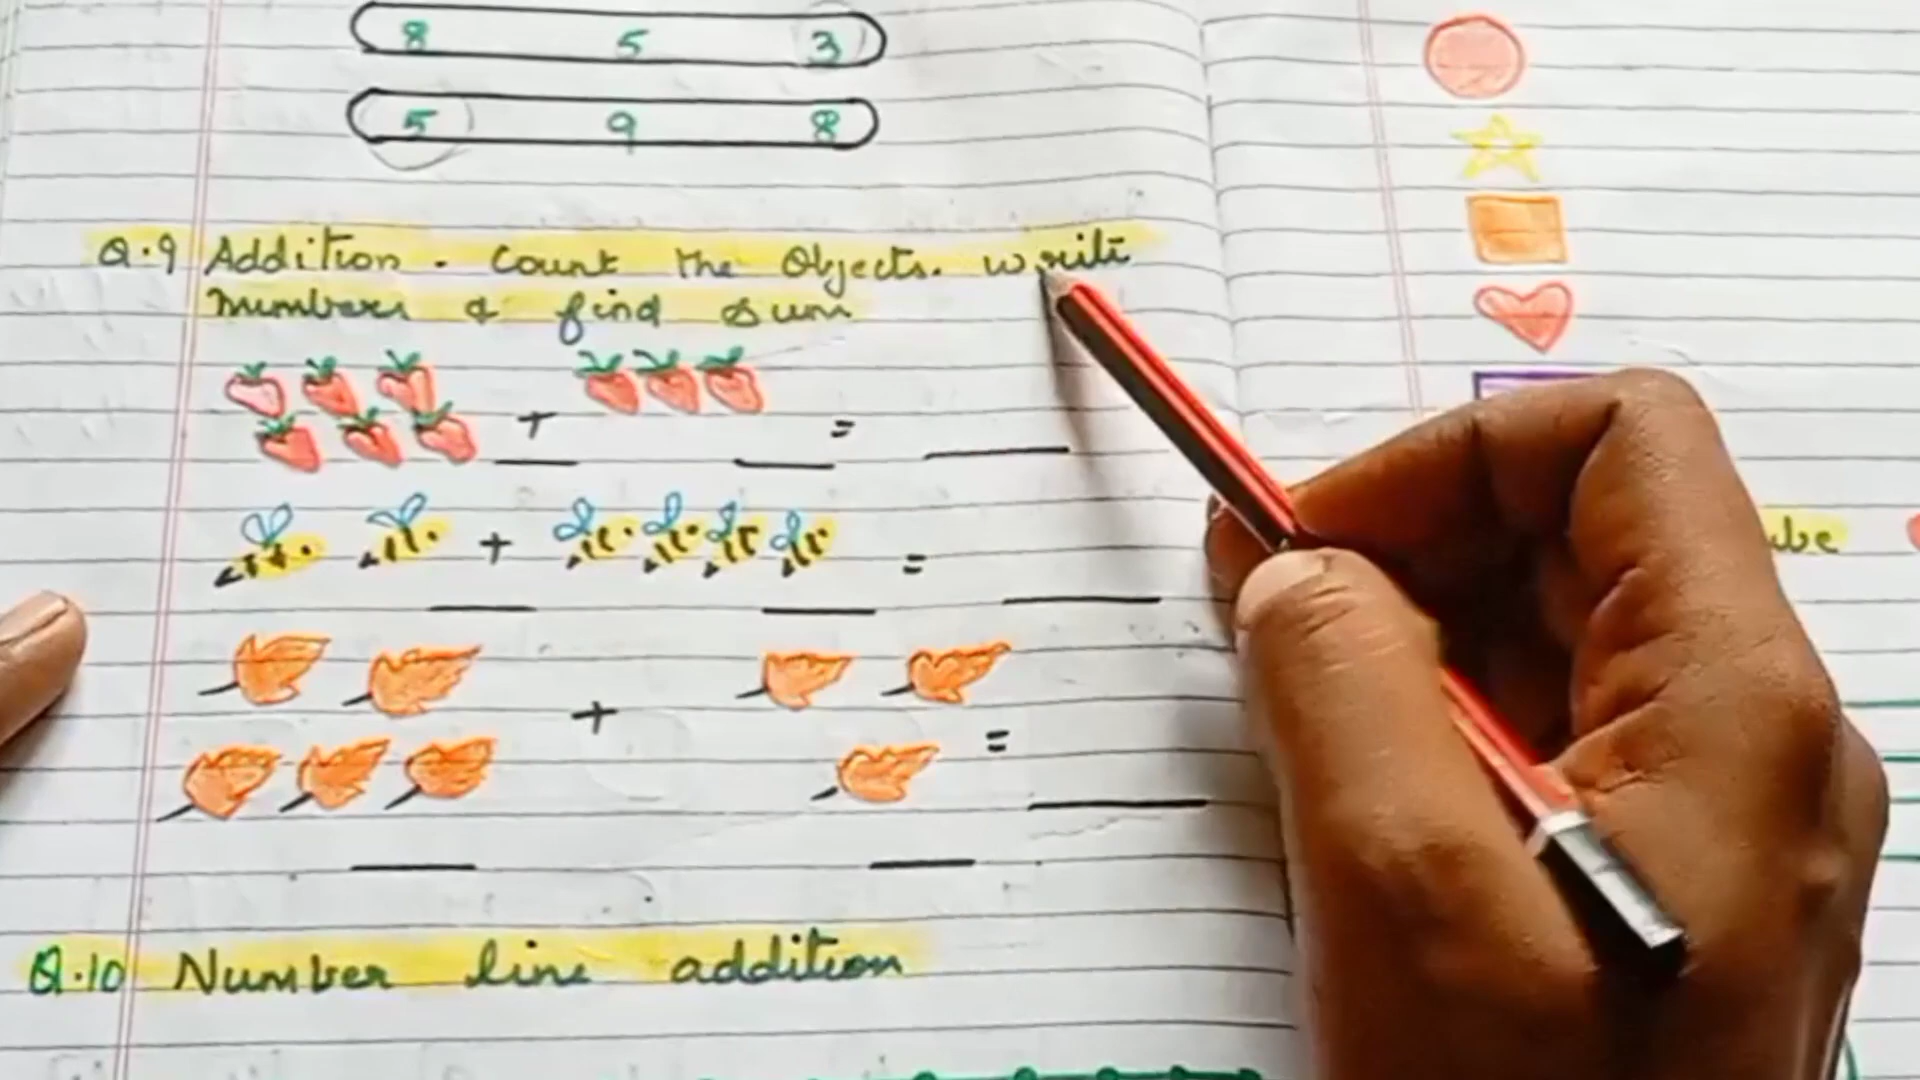 8 5 3
5 9 8
Q.9 Addition. Count the Objects. write
numbers & find sum
+ =
+ =
+ =
Q.10 Number line addition
ube